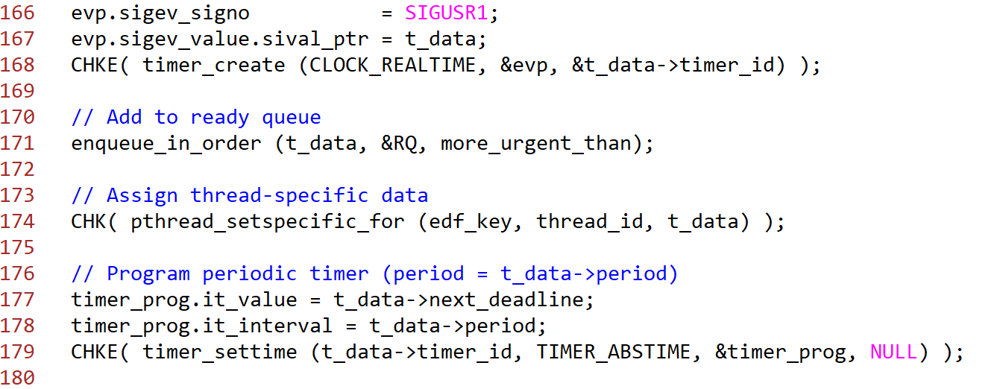 166   evp.sigev_signo           = SIGUSR1;
167   evp.sigev_value.sival_ptr = t_data;
168   CHKE( timer_create (CLOCK_REALTIME, &evp, &t_data->timer_id) );
169
170   // Add to ready queue
171   enqueue_in_order (t_data, &RQ, more_urgent_than);
172
173   // Assign thread-specific data
174   CHK( pthread_setspecific_for (edf_key, thread_id, t_data) );
175
176   // Program periodic timer (period = t_data->period)
177   timer_prog.it_value = t_data->next_deadline;
178   timer_prog.it_interval = t_data->period;
179   CHKE( timer_settime (t_data->timer_id, TIMER_ABSTIME, &timer_prog, NULL) );
180